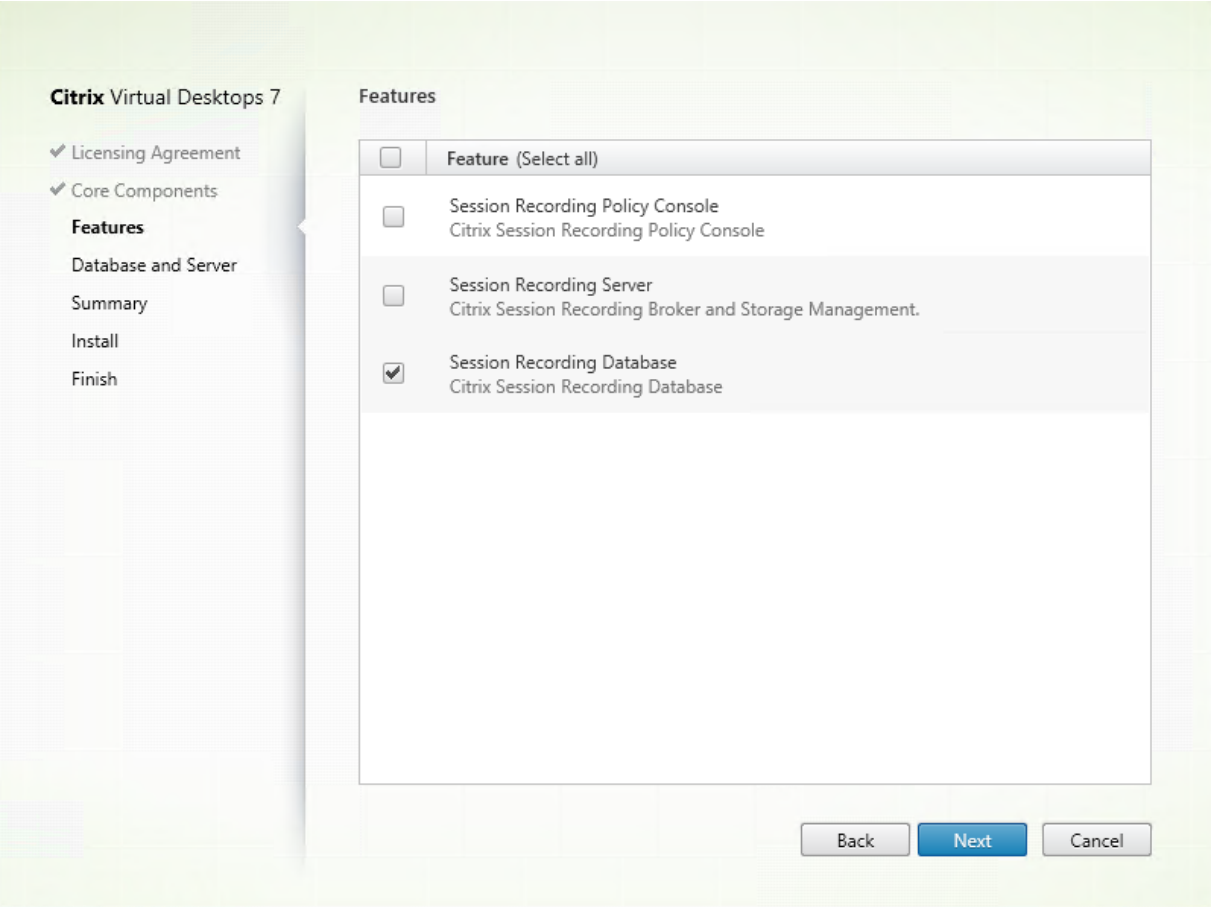 Citrix Virtual Desktops 7
Licensing Agreement
Core Components
Features
Database and Server
Summary
Install
Finish
Features
Feature (Select all)
Session Recording Policy Console
Citrix Session Recording Policy Console
Session Recording Server
Citrix Session Recording Broker and Storage Management.
Session Recording Database
Citrix Session Recording Database
Back
Next
Cancel